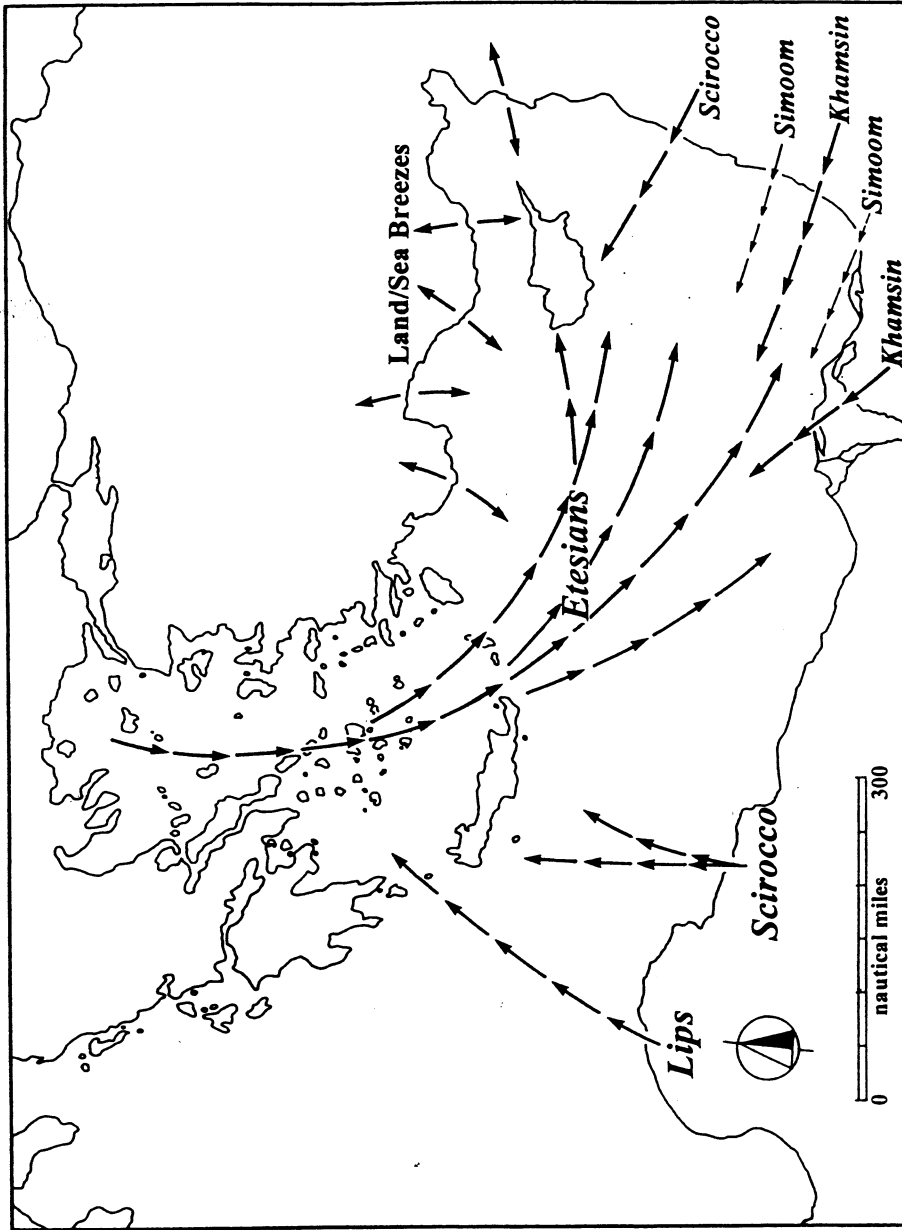 Land/Sea Breezes
Etesians
Scirocco
Simoom
Khamsin
Simoom
Khamsin
Lips
Scirocco
0 300
nautical miles